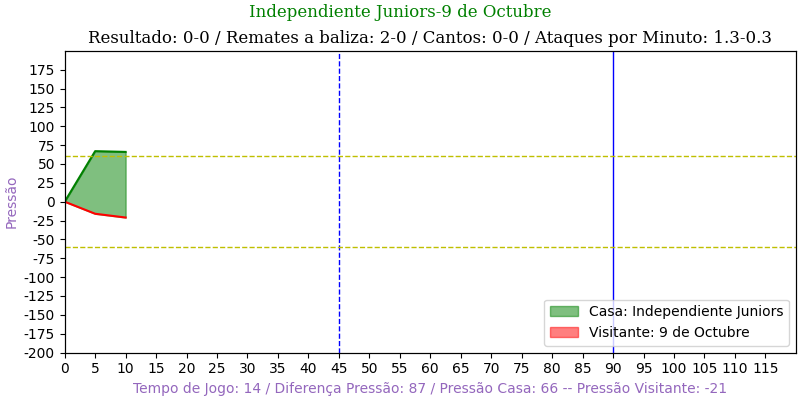 Independiente Juniors-9 de Octubre
Resultado: 0-0 / Remates a baliza: 2-0 / Cantos: 0-0 / Ataques por Minuto: 1.3-0.3
175
150
125
100
75
50
25
0
-25
-50
-75
-100
-125
-150
-175
-200
Pressão
Casa: Independiente Juniors
Visitante: 9 de Octubre
0 5 10 15 20 25 30 35 40 45 50 55 60 65 70 75 80 85 90 95 100 105 110 115
Tempo de Jogo: 14 / Diferença Pressão: 87 / Pressão Casa: 66 -- Pressão Visitante: -21